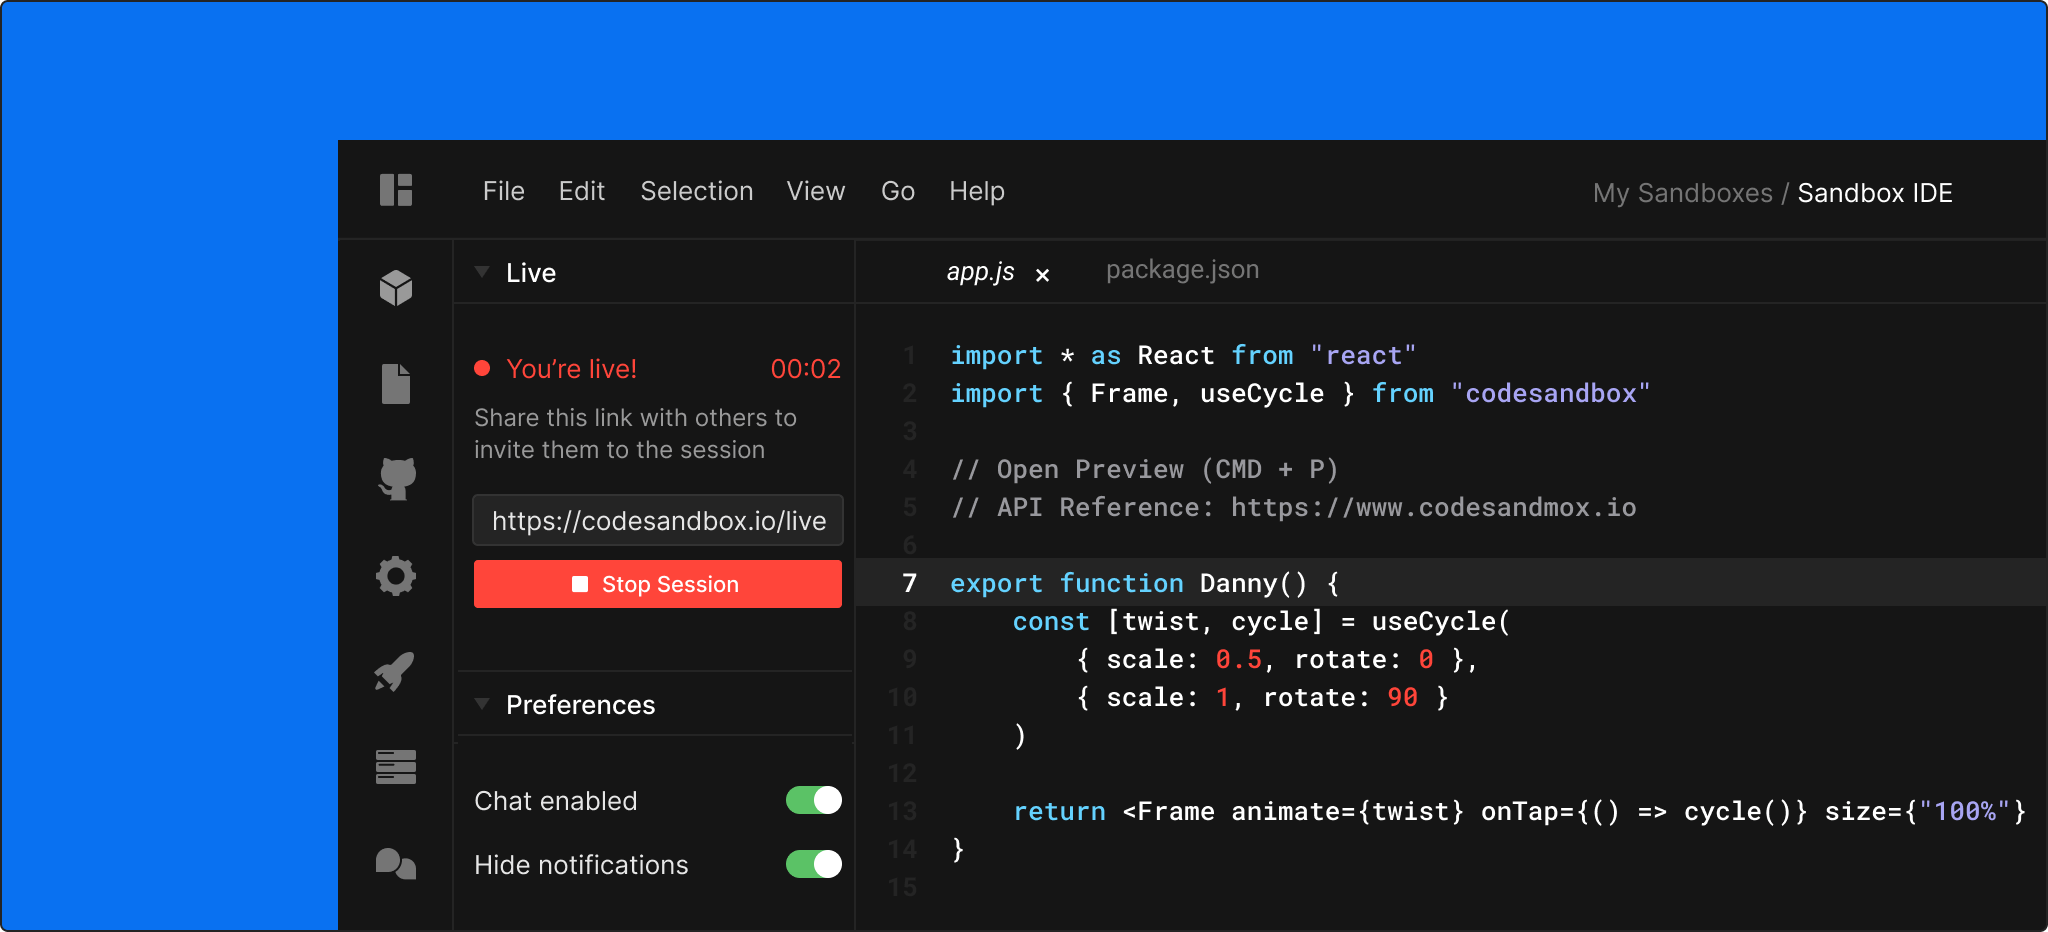 File Edit Selection View Go Help
My Sandboxes / Sandbox IDE
Live
You’re live! 00:02
Share this link with others to
invite them to the session
https://codesandbox.io/live
Stop Session
Preferences
Chat enabled
Hide notifications
app.js × package.json
1 import * as React from "react"
2 import { Frame, useCycle } from "codesandbox"
3
4 // Open Preview (CMD + P)
5 // API Reference: https://www.codesandmox.io
6
7 export function Danny() {
8 const [twist, cycle] = useCycle(
9 { scale: 0.5, rotate: 0 },
10 { scale: 1, rotate: 90 }
11 )
12
13 return <Frame animate={twist} onTap={() => cycle()} size={"100%"}
14 }
15